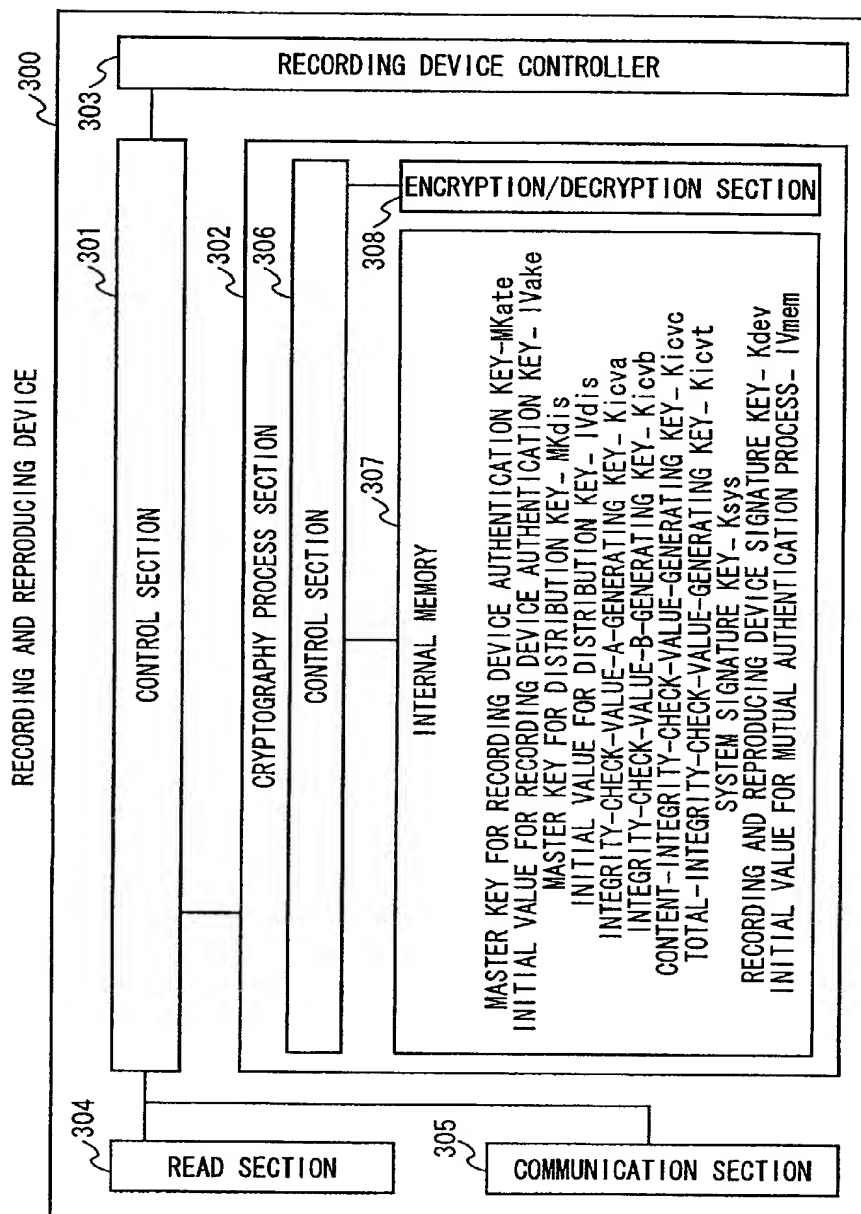 RECORDING AND REPRODUCING DEVICE
300
301
CONTROL SECTION
303
RECORDING DEVICE CONTROLLER
304
READ SECTION
305
COMMUNICATION SECTION
302
CRYPTOGRAPHY PROCESS SECTION
306
CONTROL SECTION
307
INTERNAL MEMORY
MASTER KEY FOR RECORDING DEVICE AUTHENTICATION KEY-MKate
INITIAL VALUE FOR RECORDING DEVICE AUTHENTICATION KEY- IVake
MASTER KEY FOR DISTRIBUTION KEY- MKdis
INITIAL VALUE FOR DISTRIBUTION KEY- IVdis
INTEGRITY-CHECK-VALUE-A-GENERATING KEY- Kicva
INTEGRITY-CHECK-VALUE-B-GENERATING KEY- Kicvb
CONTENT-INTEGRITY-CHECK-VALUE-GENERATING KEY- Kicvc
TOTAL-INTEGRITY-CHECK-VALUE-GENERATING KEY- Kicvt
SYSTEM SIGNATURE KEY- Ksys
RECORDING AND REPRODUCING DEVICE SIGNATURE KEY- Kdev
INITIAL VALUE FOR MUTUAL AUTHENTICATION PROCESS- IVmem
308
ENCRYPTION/DECRYPTION SECTION